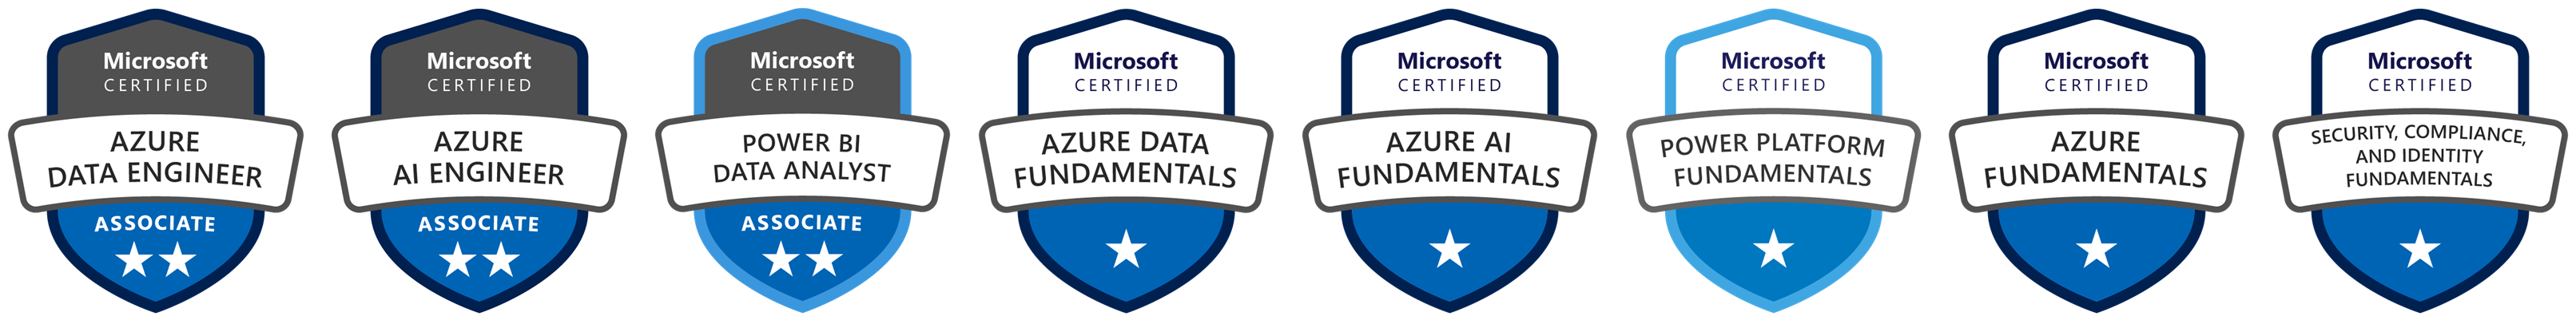 Microsoft
CERTIFIED
AZURE
DATA ENGINEER
ASSOCIATE
Microsoft
CERTIFIED
AZURE
AI ENGINEER
ASSOCIATE
Microsoft
CERTIFIED
POWER BI
DATA ANALYST
ASSOCIATE
Microsoft
CERTIFIED
AZURE DATA
FUNDAMENTALS
Microsoft
CERTIFIED
AZURE AI
FUNDAMENTALS
Microsoft
CERTIFIED
POWER PLATFORM
FUNDAMENTALS
Microsoft
CERTIFIED
AZURE
FUNDAMENTALS
Microsoft
CERTIFIED
SECURITY, COMPLIANCE,
AND IDENTITY
FUNDAMENTALS